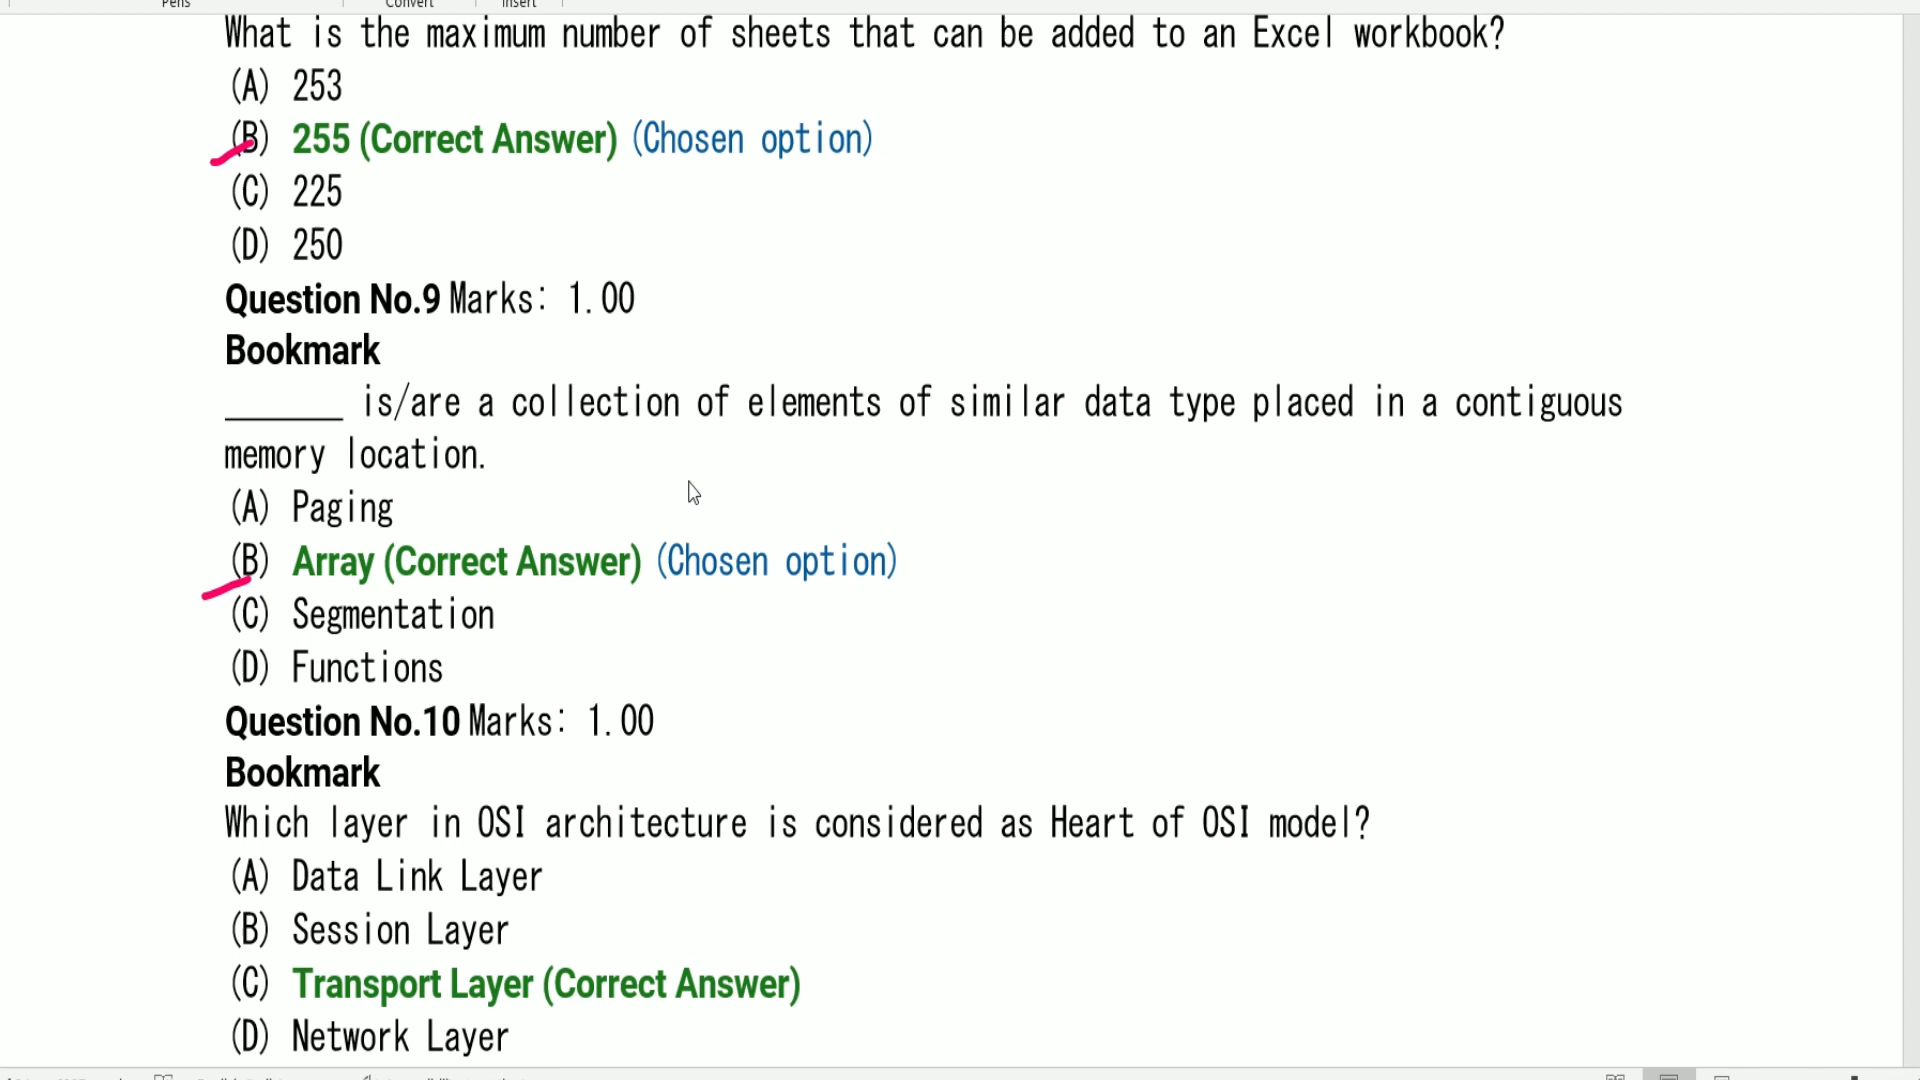 Pens Convert Insert
What is the maximum number of sheets that can be added to an Excel workbook?
(A) 253
(B) 255 (Correct Answer) (Chosen option)
(C) 225
(D) 250
Question No.9 Marks: 1.00
Bookmark
______ is/are a collection of elements of similar data type placed in a contiguous
memory location.
(A) Paging
(B) Array (Correct Answer) (Chosen option)
(C) Segmentation
(D) Functions
Question No.10 Marks: 1.00
Bookmark
Which layer in OSI architecture is considered as Heart of OSI model?
(A) Data Link Layer
(B) Session Layer
(C) Transport Layer (Correct Answer)
(D) Network Layer